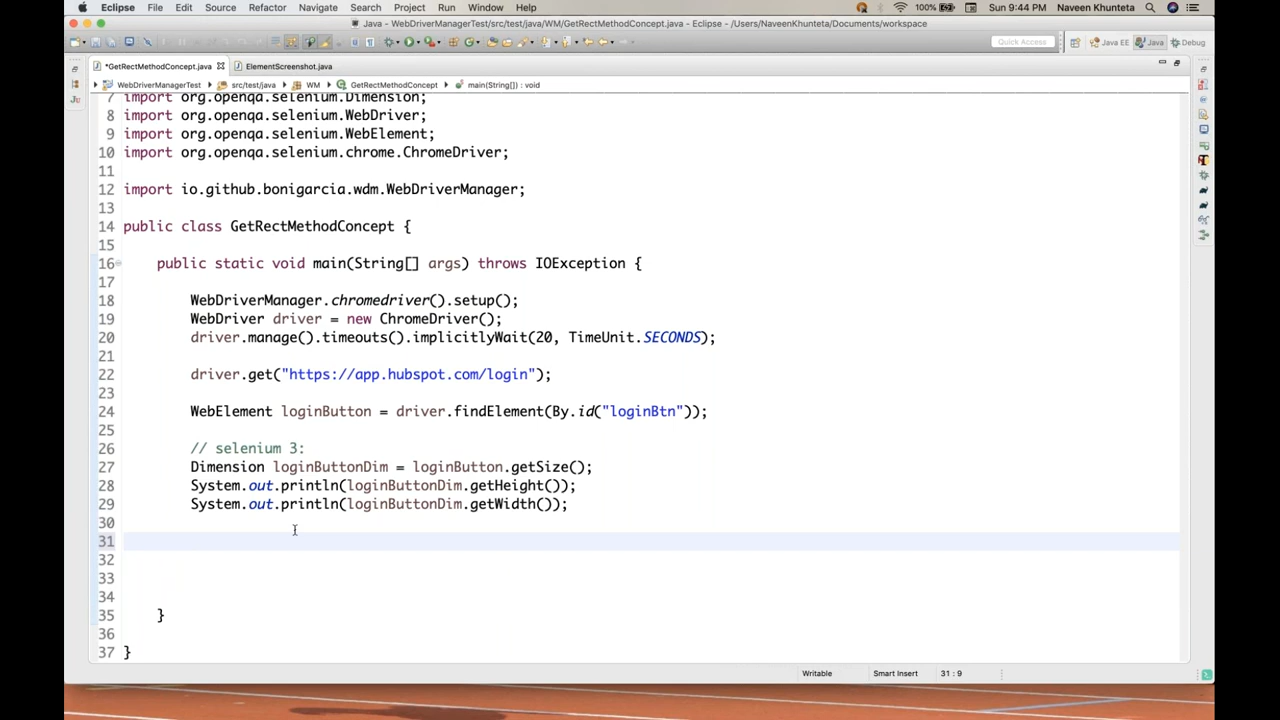 Eclipse File Edit Source Refactor Navigate Search Project Run Window Help 100% Sun 9:44 PM Naveen Khunteta
Java - WebDriverManagerTest/src/test/java/WM/GetRectMethodConcept.java - Eclipse - /Users/NaveenKhunteta/Documents/workspace
Quick Access Java EE Java Debug
*GetRectMethodConcept.java ElementScreenshot.java
WebDriverManagerTest src/test/java WM GetRectMethodConcept main(String[]) : void
7 import org.openqa.selenium.Dimension;
8 import org.openqa.selenium.WebDriver;
9 import org.openqa.selenium.WebElement;
10 import org.openqa.selenium.chrome.ChromeDriver;
11
12 import io.github.bonigarcia.wdm.WebDriverManager;
13
14 public class GetRectMethodConcept {
15
16 public static void main(String[] args) throws IOException {
17
18 WebDriverManager.chromedriver().setup();
19 WebDriver driver = new ChromeDriver();
20 driver.manage().timeouts().implicitlyWait(20, TimeUnit.SECONDS);
21
22 driver.get("https://app.hubspot.com/login");
23
24 WebElement loginButton = driver.findElement(By.id("loginBtn"));
25
26 // selenium 3:
27 Dimension loginButtonDim = loginButton.getSize();
28 System.out.println(loginButtonDim.getHeight());
29 System.out.println(loginButtonDim.getWidth());
30
31
32
33
34
35 }
36
37 }
Writable Smart Insert 31 : 9